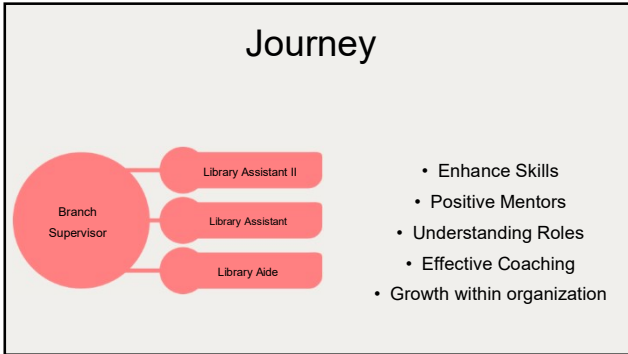 Journey
Branch
Supervisor
Library Assistant II
Library Assistant
Library Aide
• Enhance Skills
• Positive Mentors
• Understanding Roles
• Effective Coaching
• Growth within organization